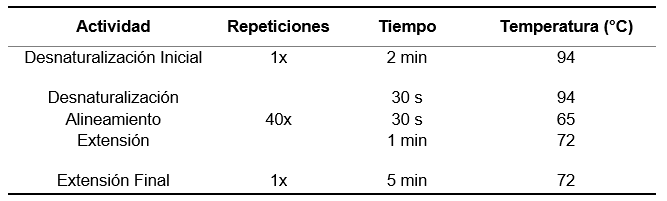 Actividad Repeticiones Tiempo Temperatura (°C)
Desnaturalización Inicial 1x 2 min 94
Desnaturalización 30 s 94
Alineamiento 40x 30 s 65
Extensión 1 min 72
Extensión Final 1x 5 min 72